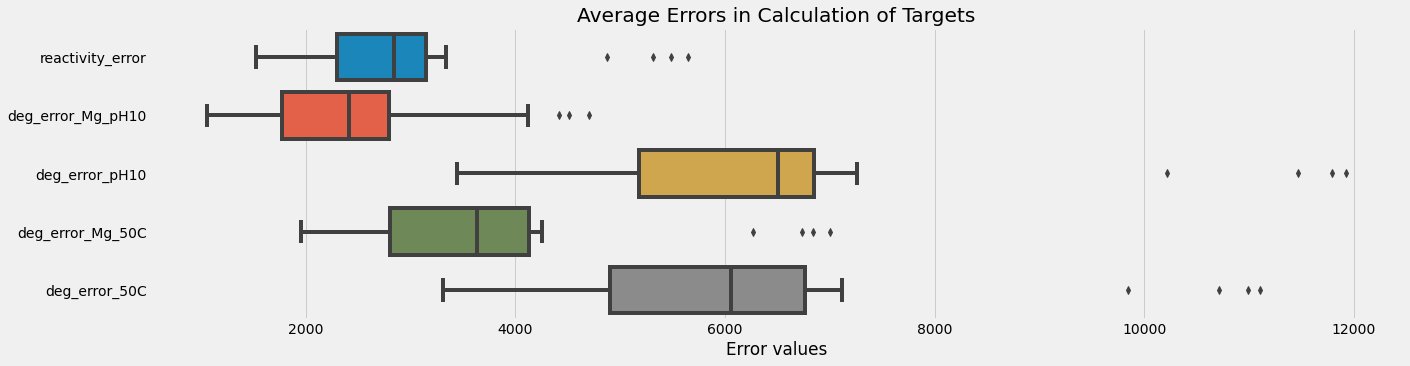 Average Errors in Calculation of Targets
reactivity_error
deg_error_Mg_pH10
deg_error_pH10
deg_error_Mg_50C
deg_error_50C
2000 4000 6000 8000 10000 12000
Error values